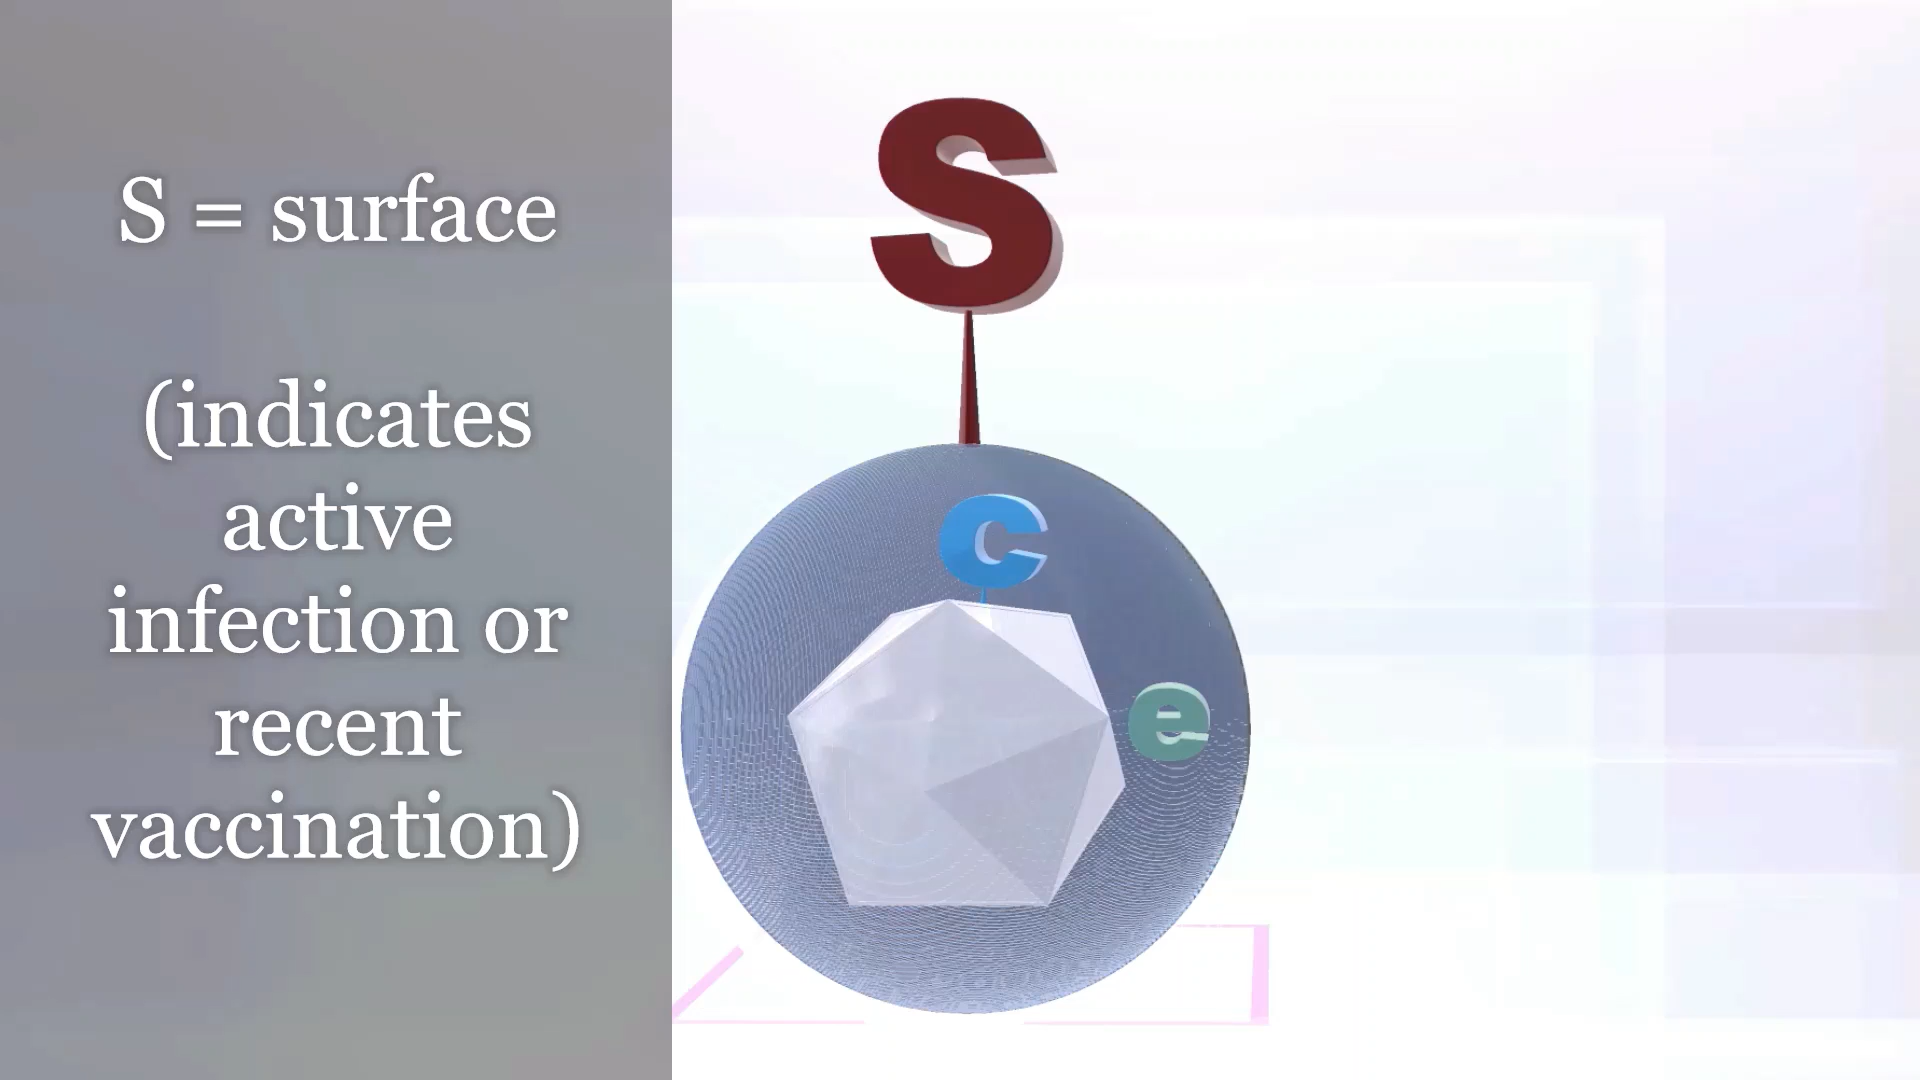 S = surface
(indicates
active
infection or
recent
vaccination)
S
c
e